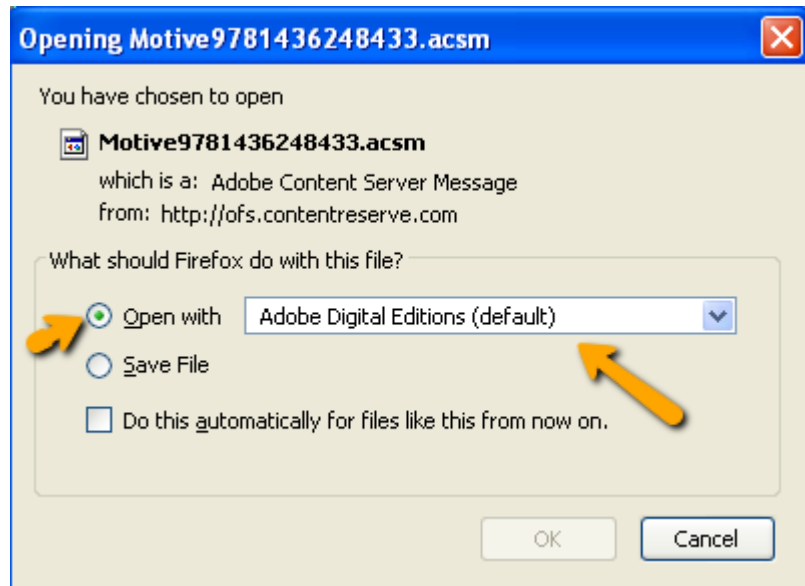 Opening Motive9781436248433.acsm
You have chosen to open
Motive9781436248433.acsm
which is a: Adobe Content Server Message
from: http://ofs.contentreserve.com
What should Firefox do with this file?
Open with Adobe Digital Editions (default)
Save File
Do this automatically for files like this from now on.
OK Cancel